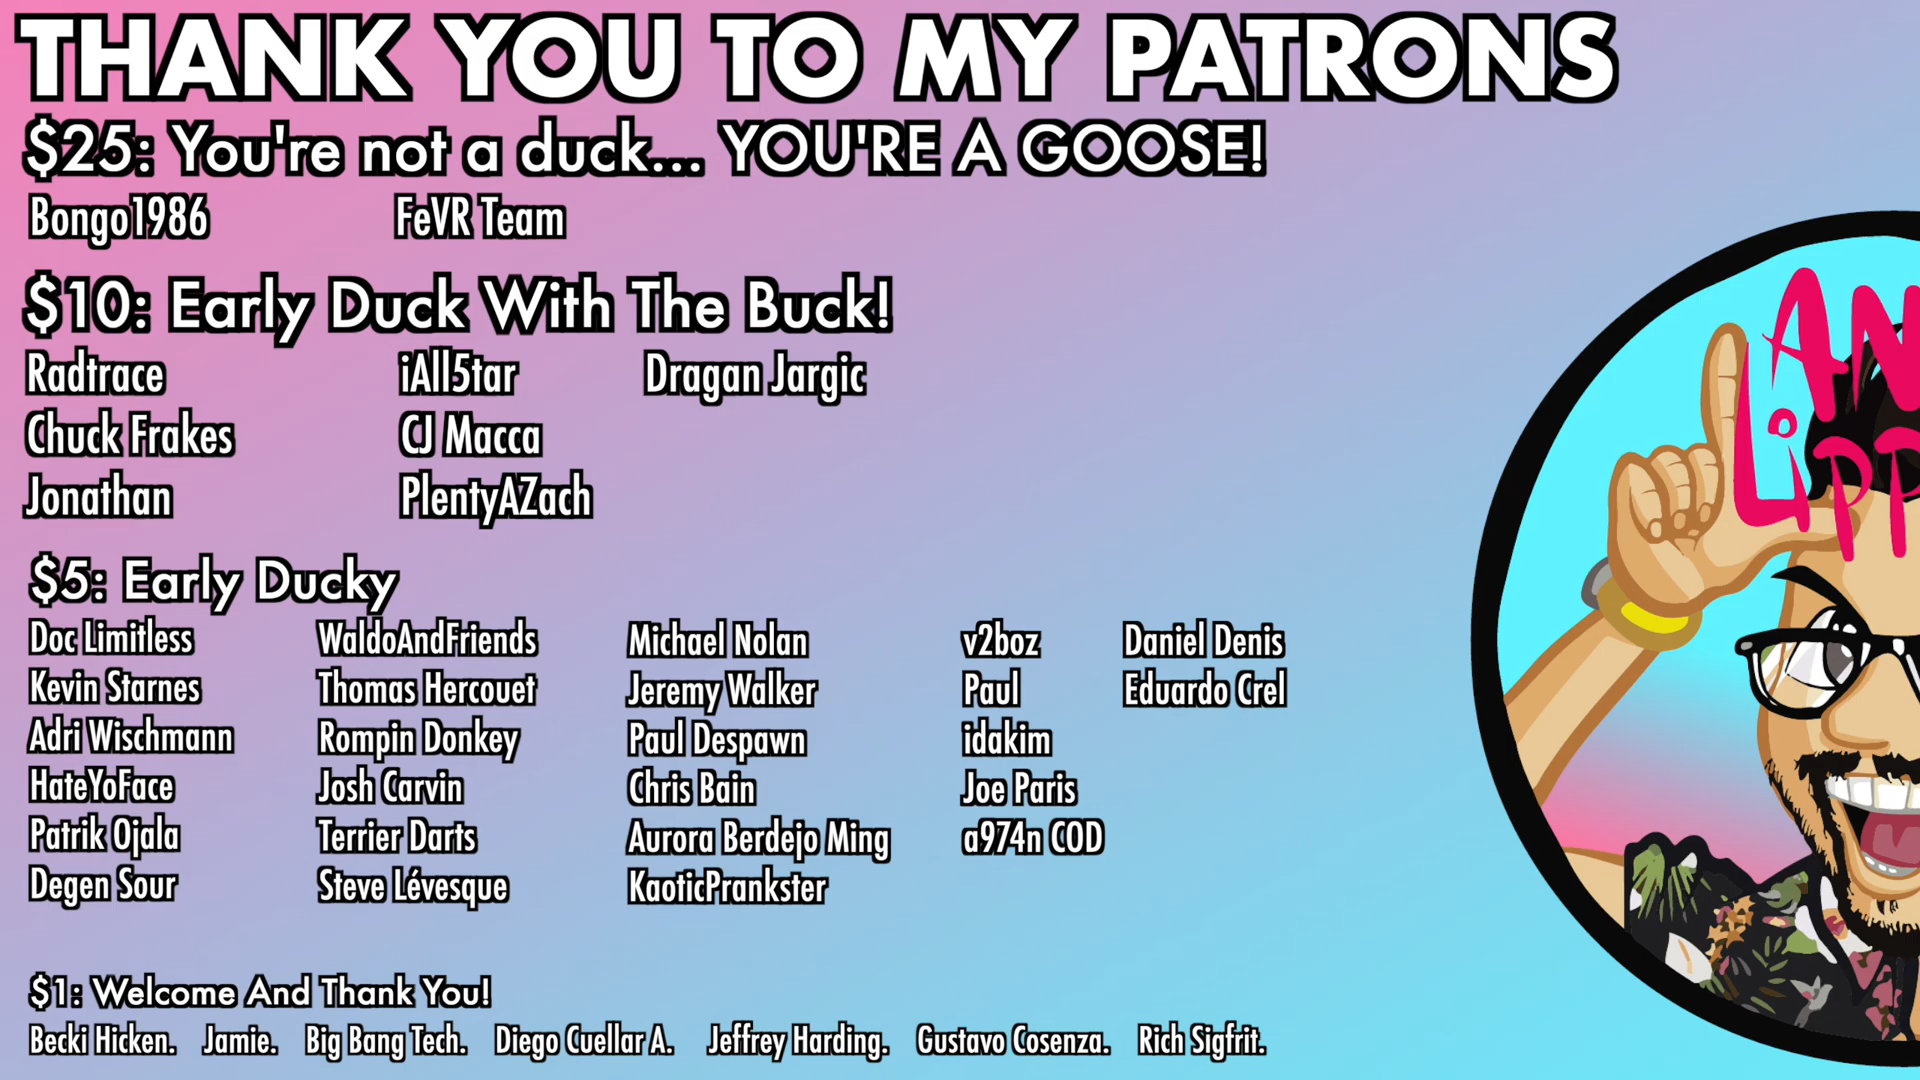 THANK YOU TO MY PATRONS
$25: You're not a duck... YOU'RE A GOOSE!
Bongo1986 FeVR Team
$10: Early Duck With The Buck!
Radtrace iAll5tar Dragan Jargic
Chuck Frakes CJ Macca
Jonathan PlentyAZach
$5: Early Ducky
Doc Limitless WaldoAndFriends Michael Nolan v2boz Daniel Denis
Kevin Starnes Thomas Hercouet Jeremy Walker Paul Eduardo Crel
Adri Wischmann Rompin Donkey Paul Despawn idakim
HateYoFace Josh Carvin Chris Bain Joe Paris
Patrik Ojala Terrier Darts Aurora Berdejo Ming a974n COD
Degen Sour Steve Lévesque KaoticPrankster
$1: Welcome And Thank You!
Becki Hicken. Jamie. Big Bang Tech. Diego Cuellar A. Jeffrey Harding. Gustavo Cosenza. Rich Sigfrit.